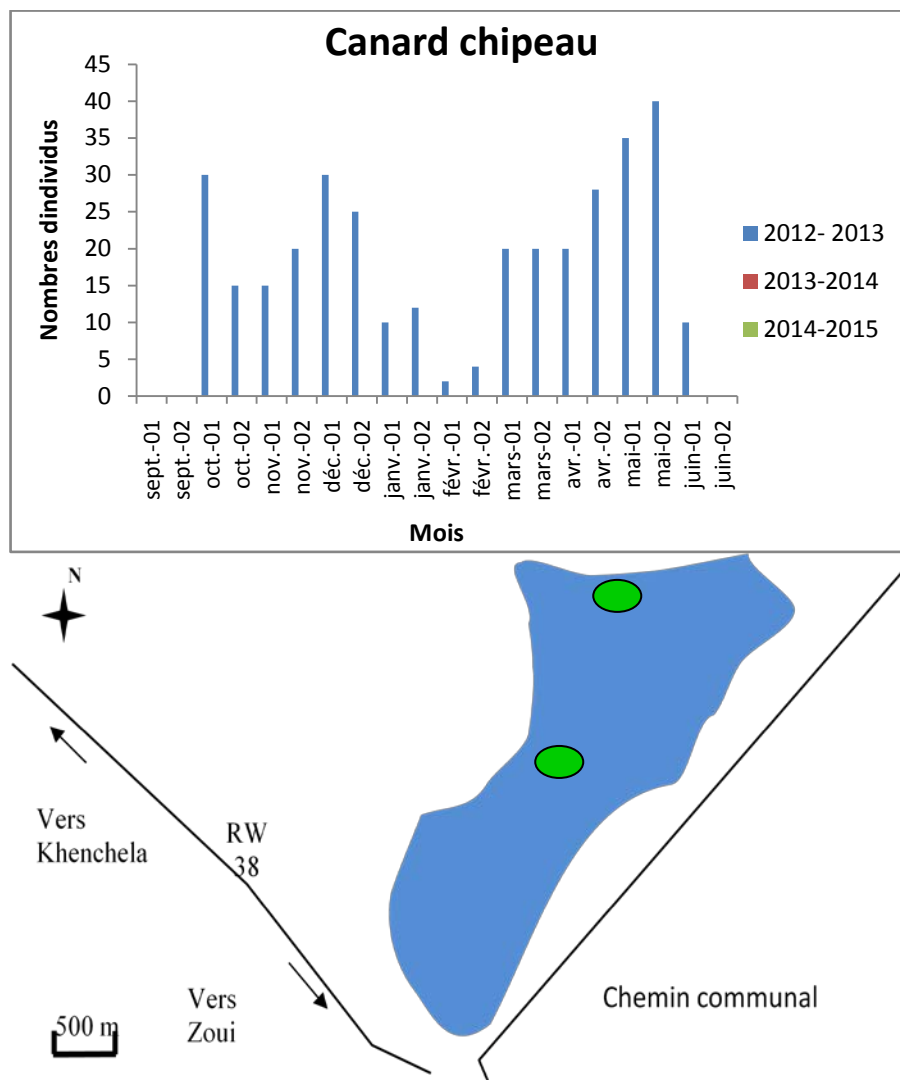 Canard chipeau
Nombres dindividus
45
40
35
30
25
20
15
10
5
0
2012- 2013
2013-2014
2014-2015
sept.-01
sept.-02
oct.-01
oct.-02
nov.-01
nov.-02
déc.-01
déc.-02
janv.-01
janv.-02
févr.-01
févr.-02
mars-01
mars-02
avr.-01
avr.-02
mai-01
mai-02
juin-01
juin-02
Mois
N
Vers
Khenchela
RW
38
Vers
Zoui
Chemin communal
500 m